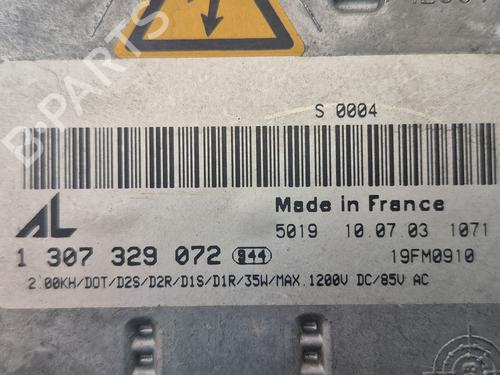 S 0004
AL
Made in France
5019 10.07.03 1071
1 307 329 072 944 19FM0910
2.00KH/DOT/D2S/D2R/D1S/D1R/35W/MAX.1200V DC/85V AC
B-PARTS